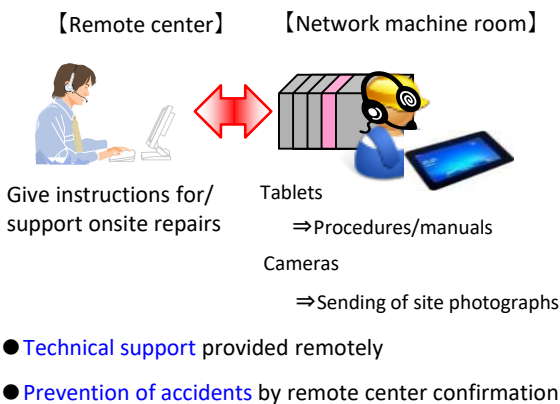 【Remote center】
【Network machine room】
Give instructions for/
support onsite repairs
Tablets
⇒Procedures/manuals
Cameras
⇒Sending of site photographs
●Technical support provided remotely
●Prevention of accidents by remote center confirmation